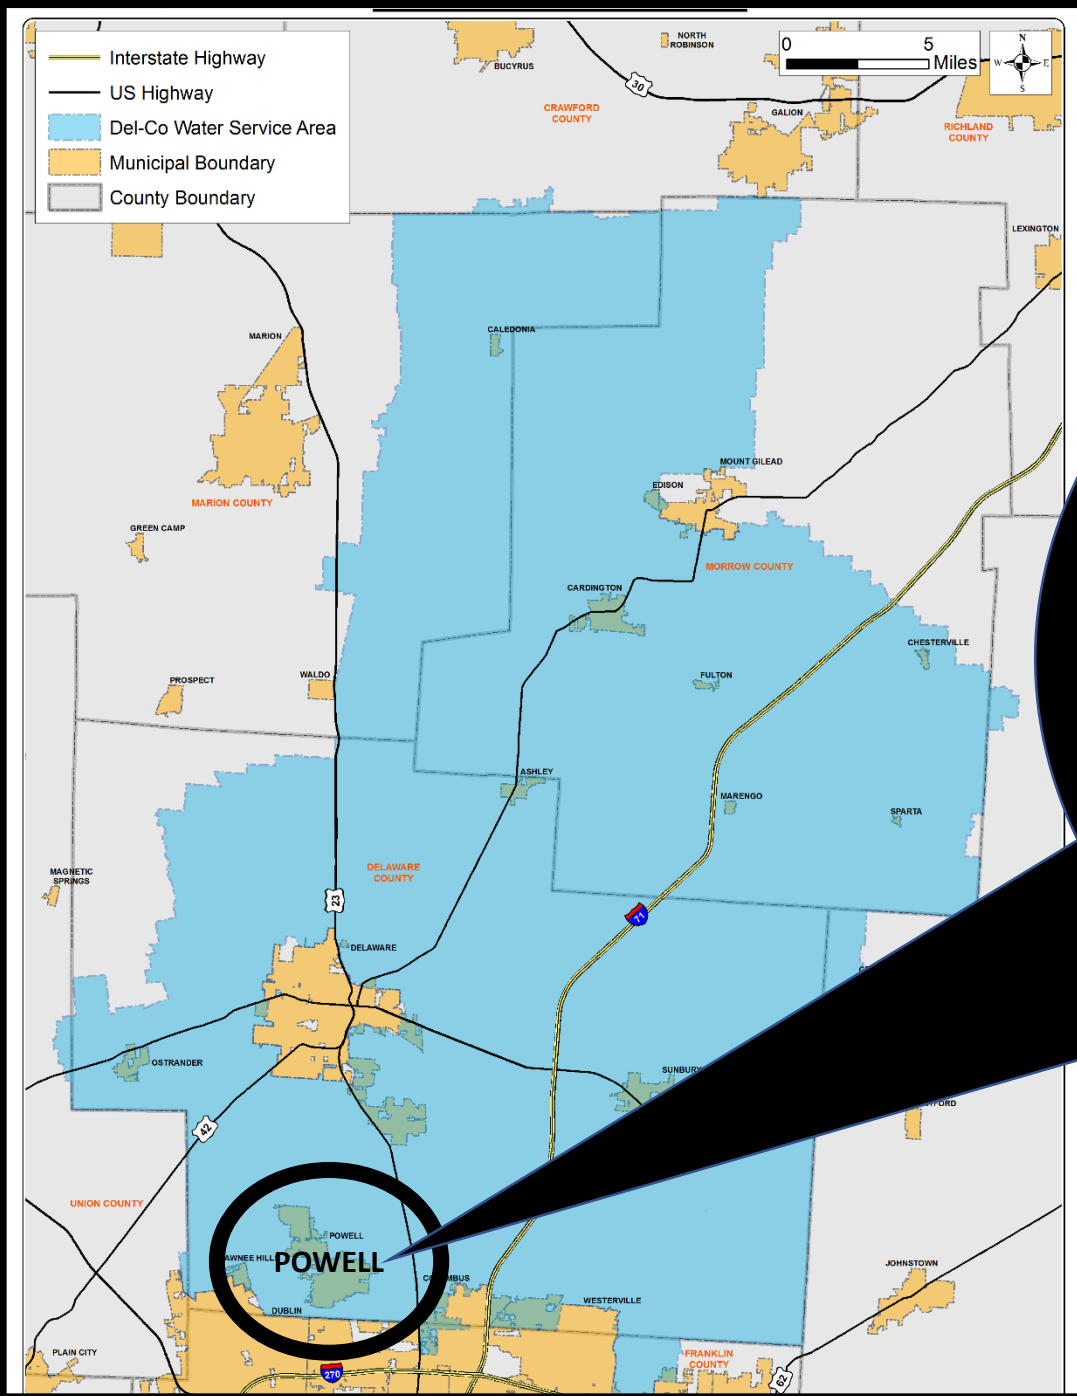 Interstate Highway
US Highway
Del-Co Water Service Area
Municipal Boundary
County Boundary
0
5
Miles
N
W
E
S
NORTH
ROBINSON
BUCYRUS
30
CRAWFORD
COUNTY
GALION
RICHLAND
COUNTY
LEXINGTON
CALEDONIA
MARION
MOUNT GILEAD
EDISON
MARION COUNTY
GREEN CAMP
MORROW COUNTY
CARDINGTON
CHESTERVILLE
WALDO
FULTON
PROSPECT
ASHLEY
MARENGO
SPARTA
MAGNETIC
SPRINGS
DELAWARE
COUNTY
23
71
DELAWARE
OSTRANDER
SUNBURY
42
UNION COUNTY
POWELL
POWELL
JOHNSTOWN
WESTERVILLE
DUBLIN
PLAIN CITY
FRANKLIN
COUNTY
270
62